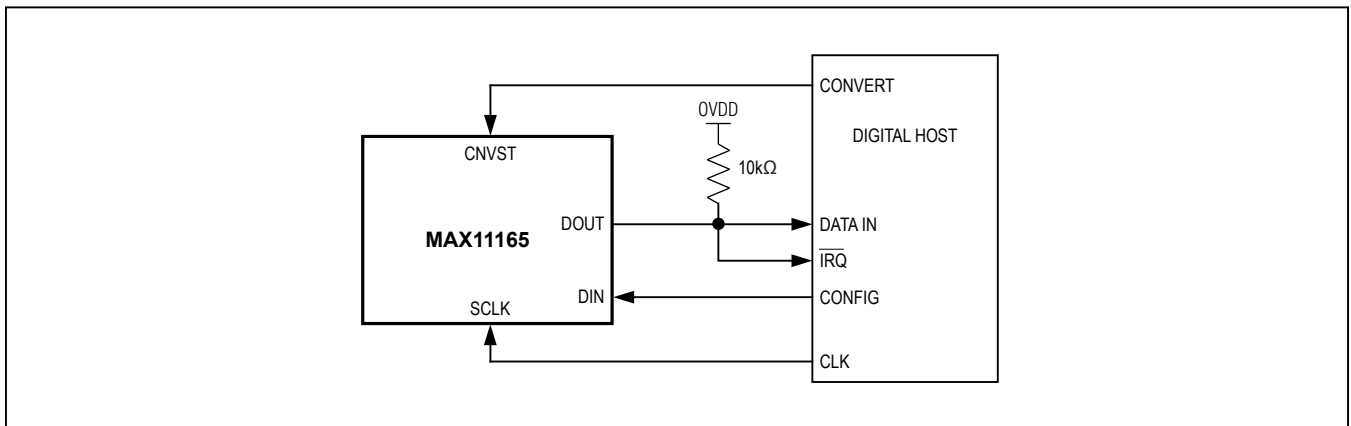 CONVERT
OVDD
DIGITAL HOST
CNVST
10kΩ
DOUT
DATA IN
MAX11165
IRQ
DIN
CONFIG
SCLK
CLK